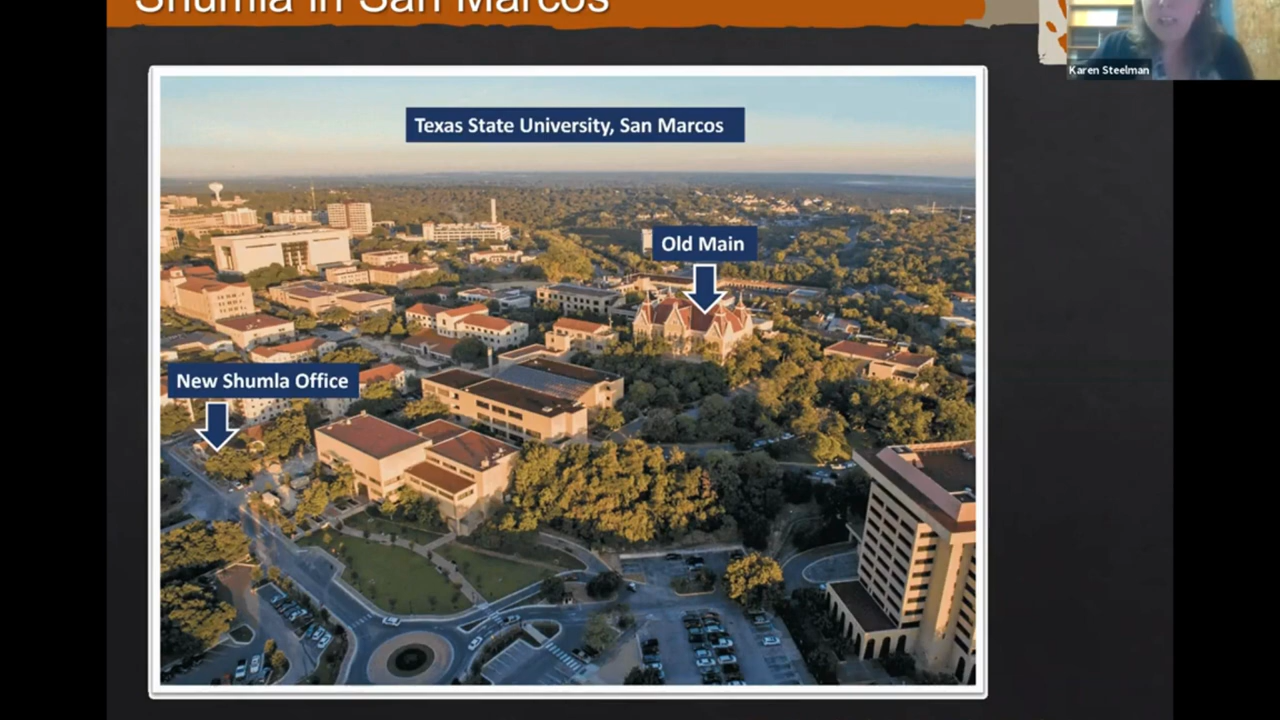 Shumla in San Marcos
Karen Steelman
Texas State University, San Marcos
Old Main
New Shumla Office